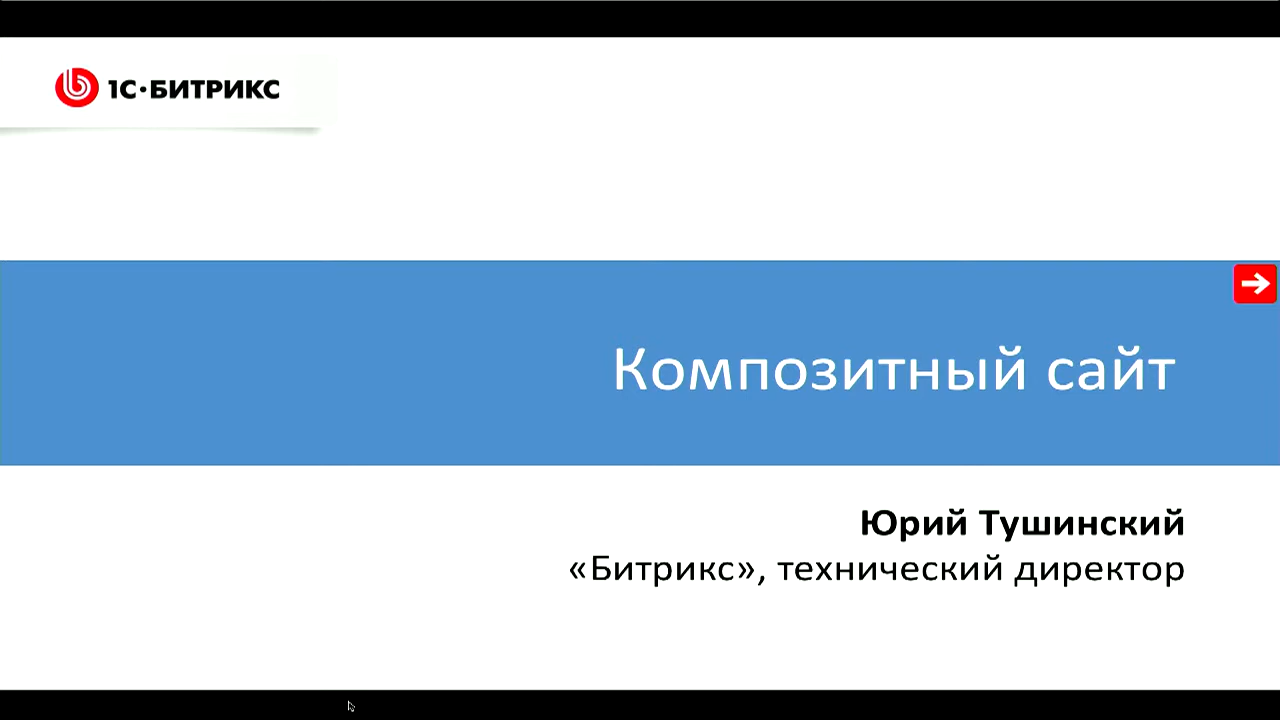 1С·БИТРИКС
Композитный сайт
Юрий Тушинский
«Битрикс», технический директор